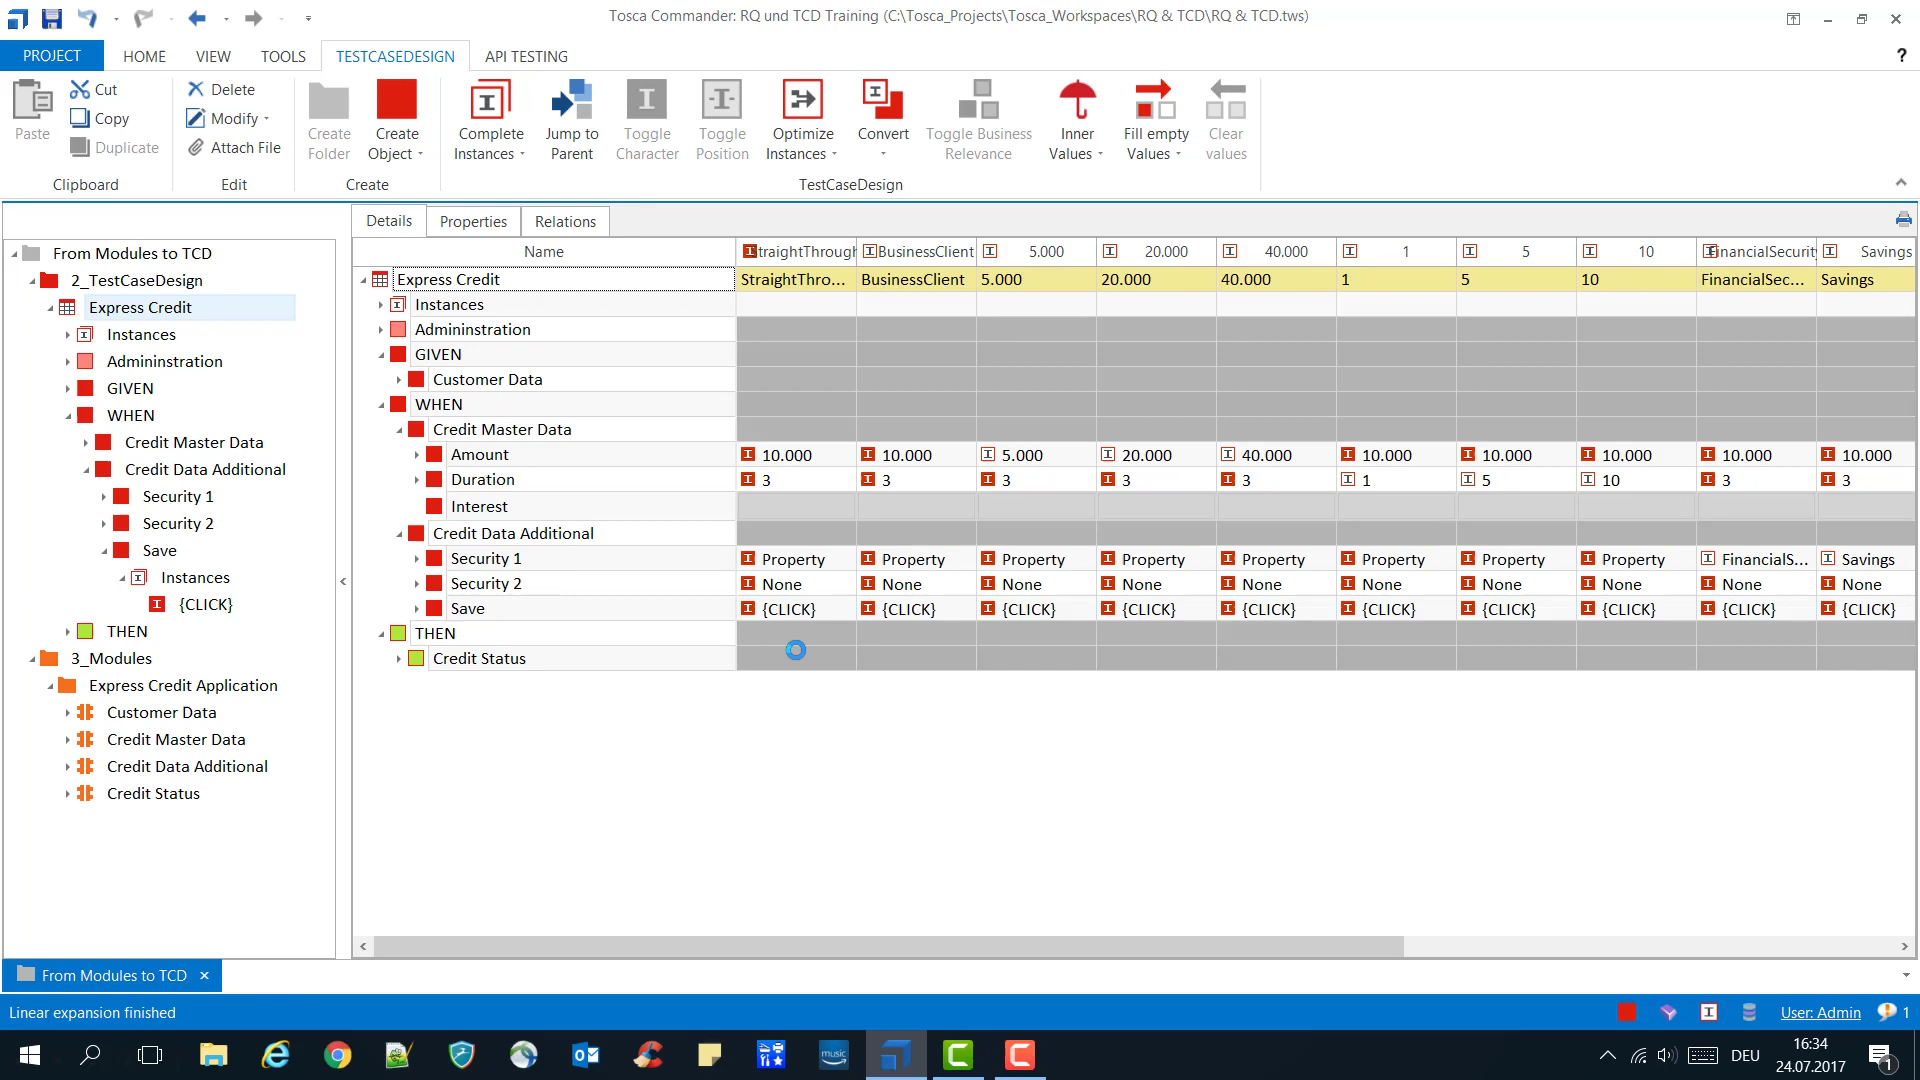 Tosca Commander: RQ und TCD Training (C:\Tosca_Projects\Tosca_Workspaces\RQ & TCD\RQ & TCD.tws)
PROJECT HOME VIEW TOOLS TESTCASEDESIGN API TESTING ?
Paste
Cut
Copy
Duplicate
Clipboard
Delete
Modify
Attach File
Edit
Create Folder
Create Object
Create
Complete Instances
Jump to Parent
Toggle Character
Toggle Position
Optimize Instances
Convert
Toggle Business Relevance
Inner Values
Fill empty Values
Clear values
TestCaseDesign
From Modules to TCD
2_TestCaseDesign
Express Credit
Instances
Admininstration
GIVEN
WHEN
Credit Master Data
Credit Data Additional
Security 1
Security 2
Save
Instances
{CLICK}
THEN
3_Modules
Express Credit Application
Customer Data
Credit Master Data
Credit Data Additional
Credit Status
Details Properties Relations
Name StraightThrough BusinessClient 5.000 20.000 40.000 1 5 10 FinancialSecurity Savings
Express Credit StraightThro... BusinessClient 5.000 20.000 40.000 1 5 10 FinancialSec... Savings
Instances
Admininstration
GIVEN
Customer Data
WHEN
Credit Master Data
Amount 10.000 10.000 5.000 20.000 40.000 10.000 10.000 10.000 10.000 10.000
Duration 3 3 3 3 3 1 5 10 3 3
Interest
Credit Data Additional
Security 1 Property Property Property Property Property Property Property Property FinancialS... Savings
Security 2 None None None None None None None None None None
Save {CLICK} {CLICK} {CLICK} {CLICK} {CLICK} {CLICK} {CLICK} {CLICK} {CLICK} {CLICK}
THEN
Credit Status
From Modules to TCD
Linear expansion finished
User: Admin
1
music
DEU
16:34
24.07.2017
1